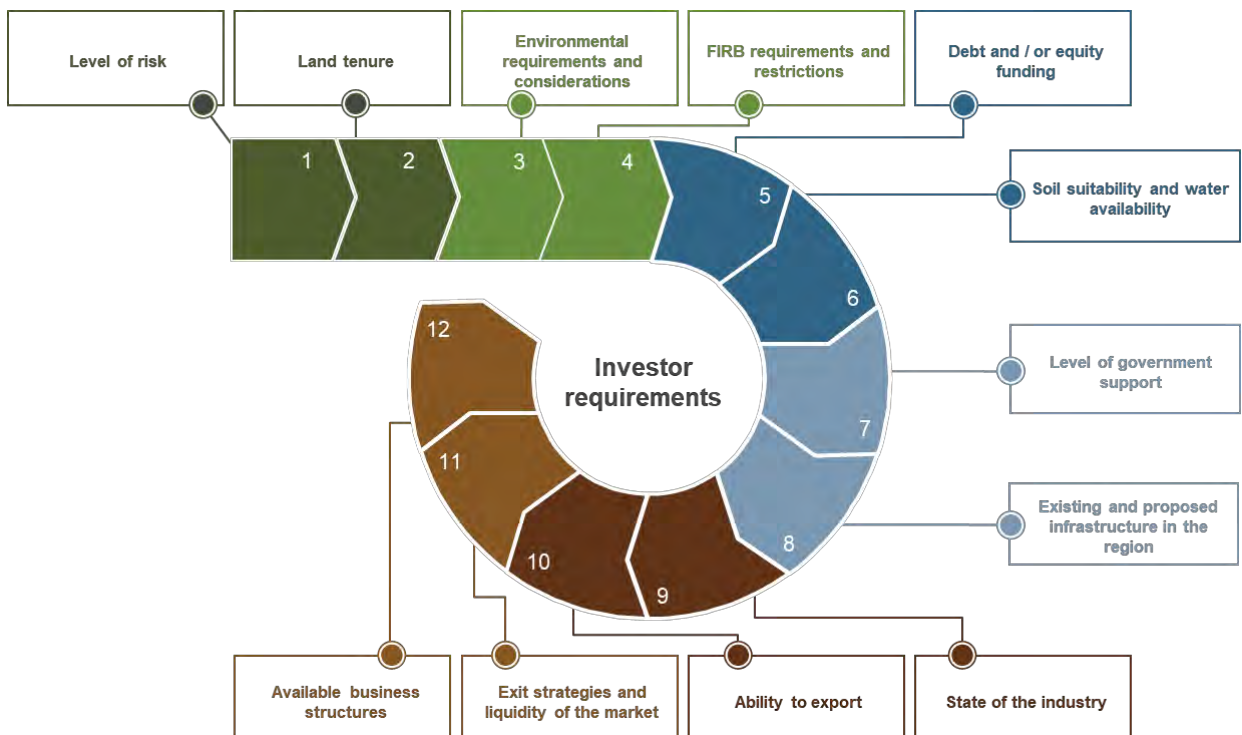 Level of risk
Land tenure
Environmental
requirements and
considerations
FIRB requirements and
restrictions
Debt and / or equity
funding
1
2
3
4
5
Soil suitability and water
availability
6
Level of government
support
7
Existing and proposed
infrastructure in the
region
8
9
10
11
12
Investor
requirements
Available business
structures
Exit strategies and
liquidity of the market
Ability to export
State of the industry